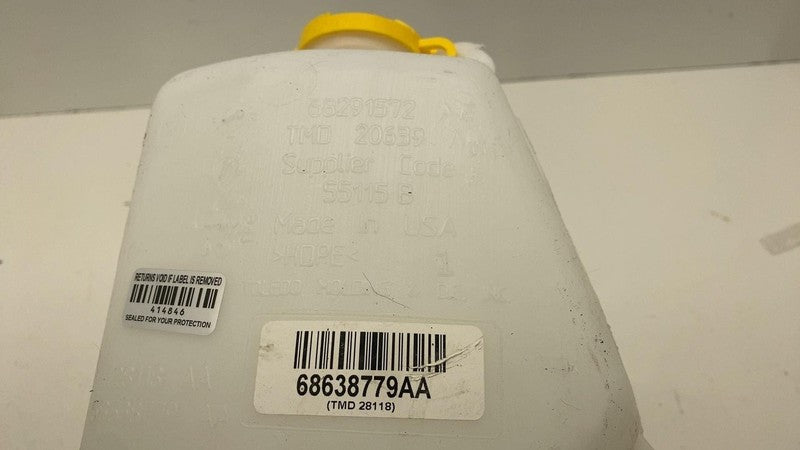 68291572
TMD 20639
Supplier Code
55115 B
Made In USA
>HDPE< 1
RETURNS VOID IF LABEL IS REMOVED
414846
SEALED FOR YOUR PROTECTION
68638779AA
(TMD 28118)